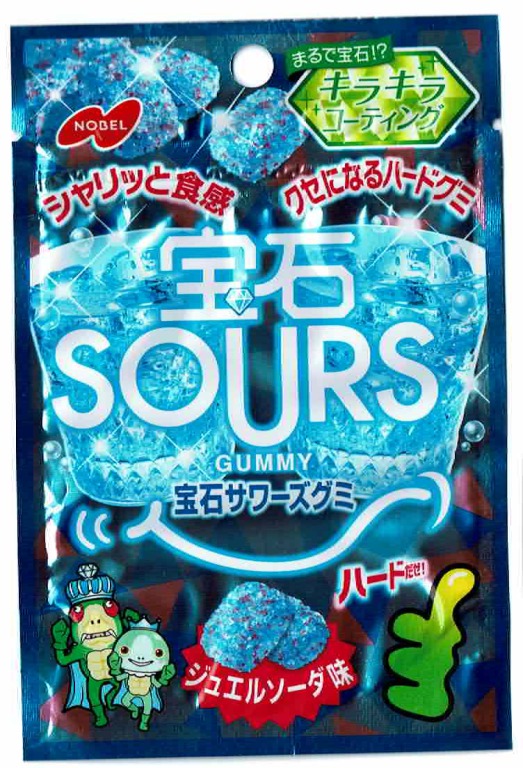 まるで宝石!?
キラキラ
コーティング
NOBEL
シャリッと食感
クセになるハードグミ
宝石
SOURS
GUMMY
宝石サワーズグミ
ハードだぜ!
ジュエルソーダ味